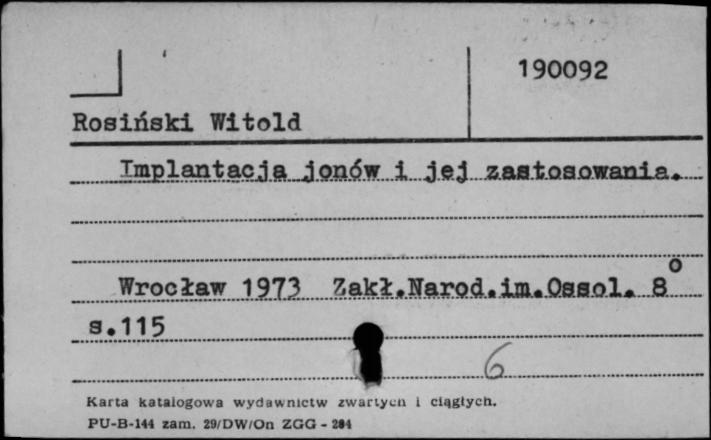 190092
Rosiński Witold
Implantacja jonów i jej zastosowania.
Wrocław 1973 Zakł.Narod.im.Ossol. 8º
s.115
6
Karta katalogowa wydawnictw zwartych i ciągłych.
PU-B-144 zam. 29/DW/On ZGG - 284